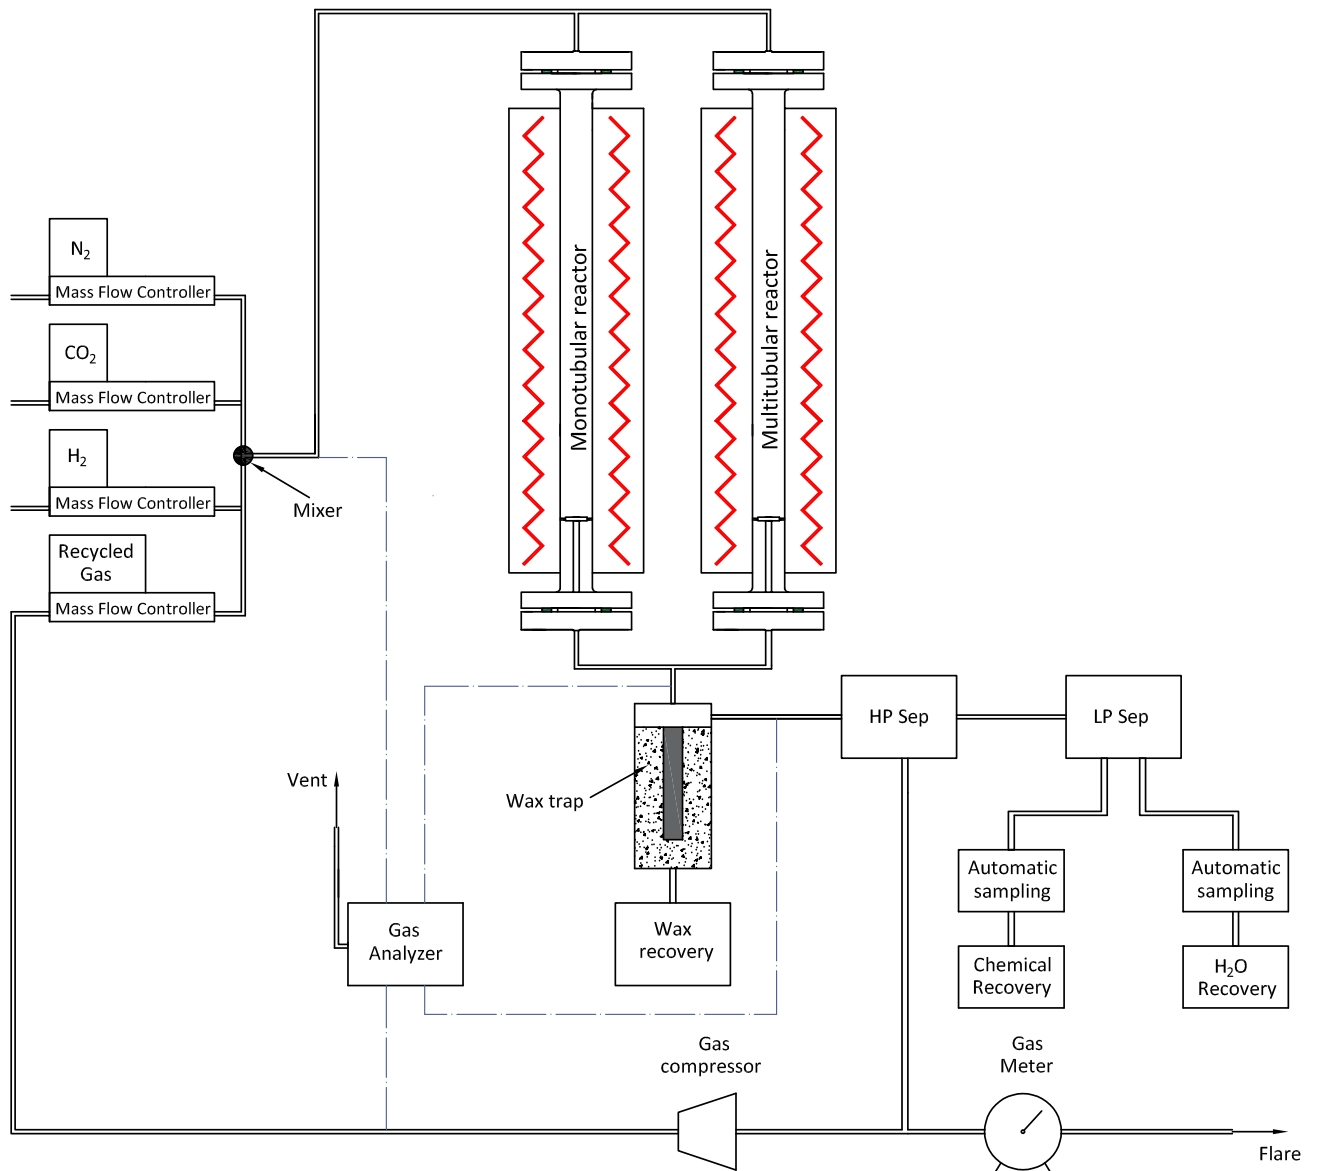 N₂
Mass Flow Controller
CO₂
Mass Flow Controller
H₂
Mass Flow Controller
Recycled
Gas
Mass Flow Controller
Mixer
Monotubular reactor
Multitubular reactor
HP Sep
LP Sep
Vent
Wax trap
Automatic
sampling
Automatic
sampling
Gas
Analyzer
Wax
recovery
Chemical
Recovery
H₂O
Recovery
Gas
compressor
Gas
Meter
Flare